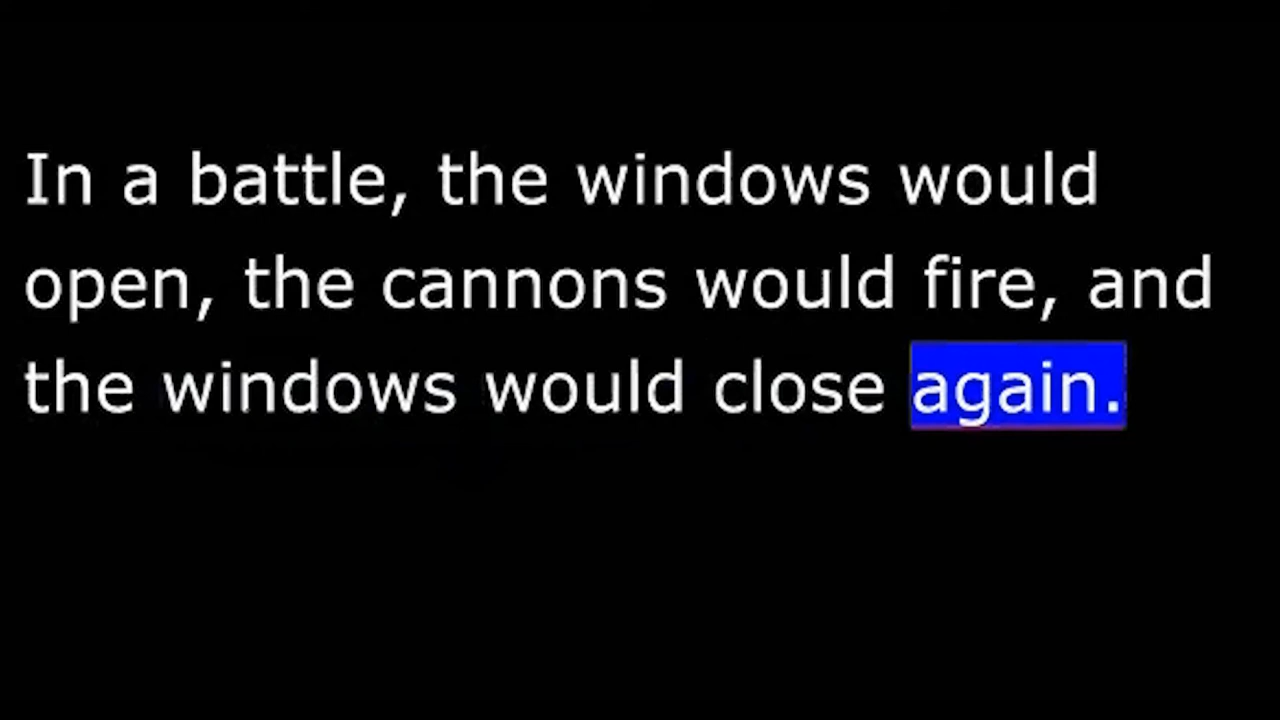 In a battle, the windows would
open, the cannons would fire, and
the windows would close again.